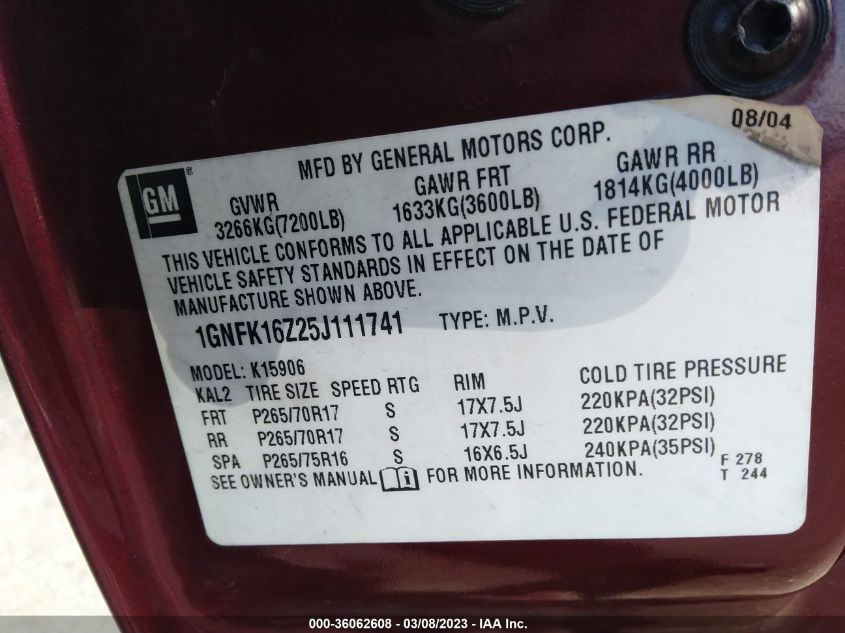 08/04
MFD BY GENERAL MOTORS CORP.
GM ®
GVWR GAWR FRT GAWR RR
3266KG(7200LB) 1633KG(3600LB) 1814KG(4000LB)
THIS VEHICLE CONFORMS TO ALL APPLICABLE U.S. FEDERAL MOTOR
VEHICLE SAFETY STANDARDS IN EFFECT ON THE DATE OF
MANUFACTURE SHOWN ABOVE.
1GNFK16Z25J111741 TYPE: M.P.V.
MODEL: K15906
KAL2 TIRE SIZE SPEED RTG RIM COLD TIRE PRESSURE
FRT P265/70R17 S 17X7.5J 220KPA(32PSI)
RR P265/70R17 S 17X7.5J 220KPA(32PSI)
SPA P265/75R16 S 16X6.5J 240KPA(35PSI)
SEE OWNER'S MANUAL FOR MORE INFORMATION.
F 278
T 244
000-36062608 - 03/08/2023 - IAA Inc.